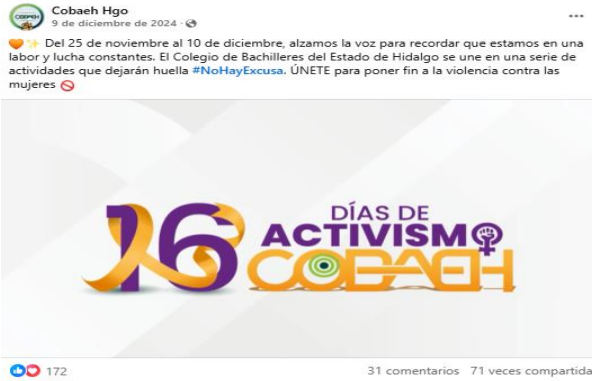 Cobaeh Hgo
9 de diciembre de 2024 ·
🧡✨ Del 25 de noviembre al 10 de diciembre, alzamos la voz para recordar que estamos en una
labor y lucha constantes. El Colegio de Bachilleres del Estado de Hidalgo se une en una serie de
actividades que dejarán huella #NoHayExcusa. ÚNETE para poner fin a la violencia contra las
mujeres 🚫
16 DÍAS DE
ACTIVISMO
COBAEH
172
31 comentarios 71 veces compartida